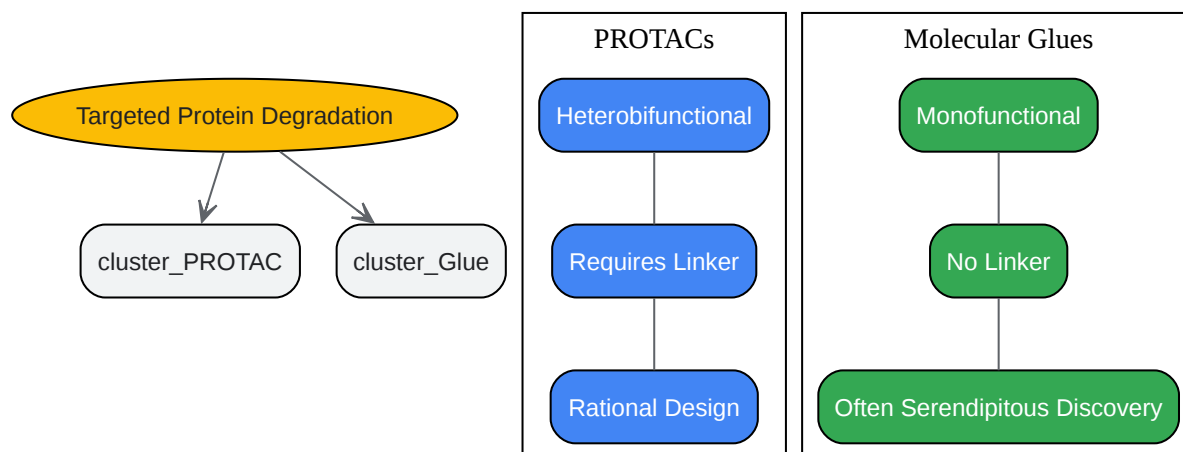 Targeted Protein Degradation
cluster_PROTAC
cluster_Glue
PROTACs
Heterobifunctional
Requires Linker
Rational Design
Molecular Glues
Monofunctional
No Linker
Often Serendipitous Discovery